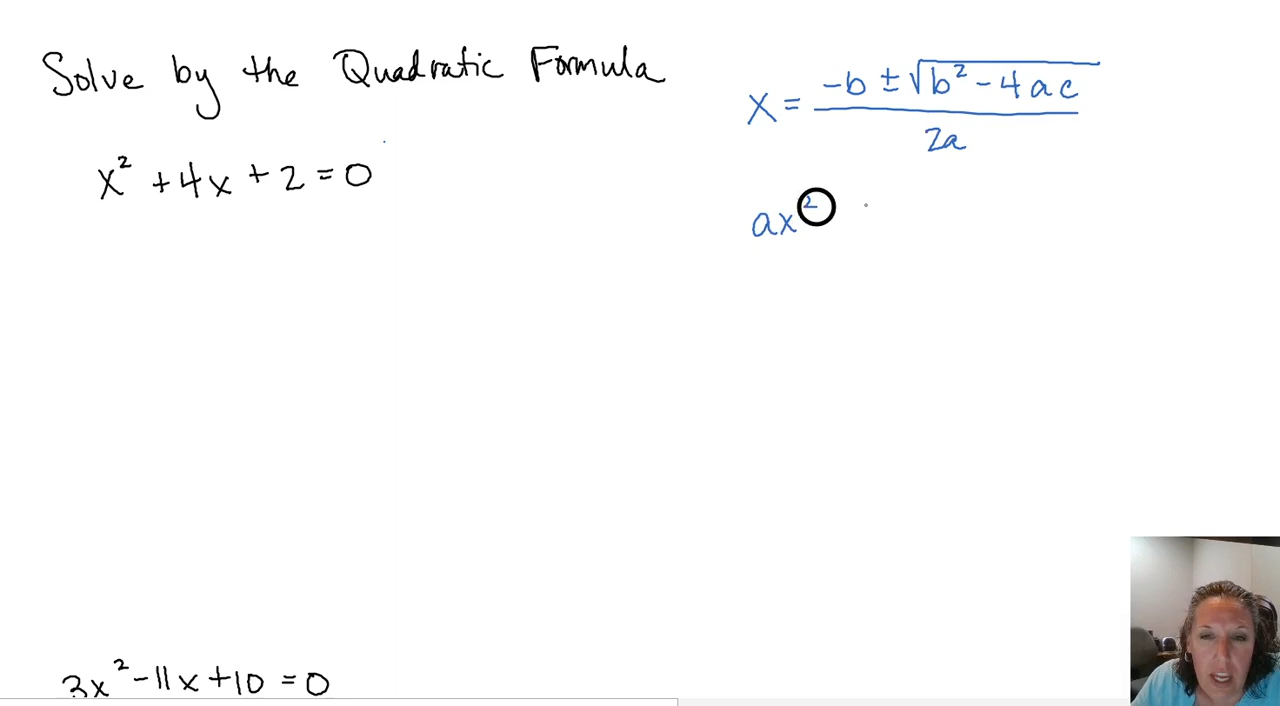 Solve by the Quadratic Formula
x = (-b ± √(b² - 4ac)) / 2a
x² + 4x + 2 = 0
ax²
3x² - 11x + 10 = 0